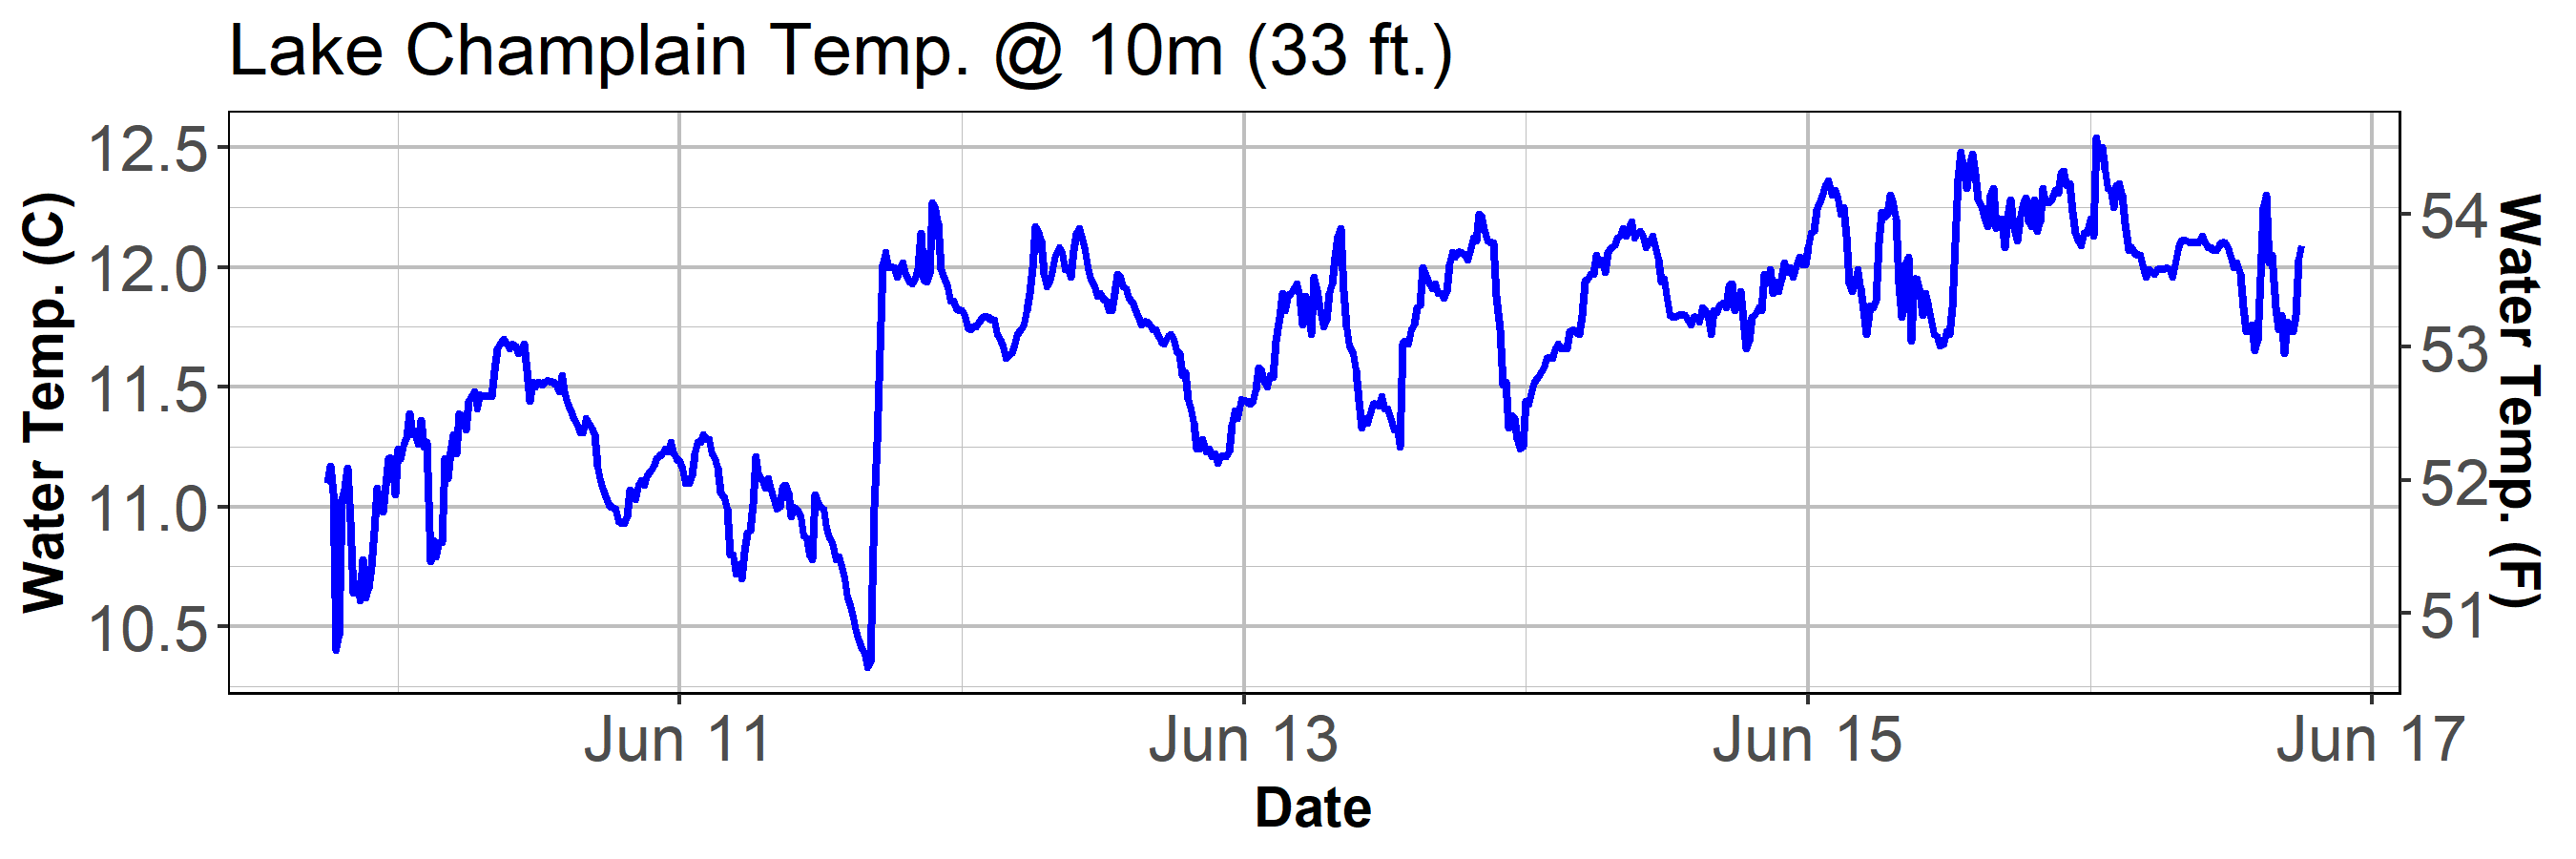 Lake Champlain Temp. @ 10m (33 ft.)
Water Temp. (C)
12.5
12.0
11.5
11.0
10.5
54
53
52
51
Water Temp. (F)
Jun 11
Jun 13
Jun 15
Jun 17
Date